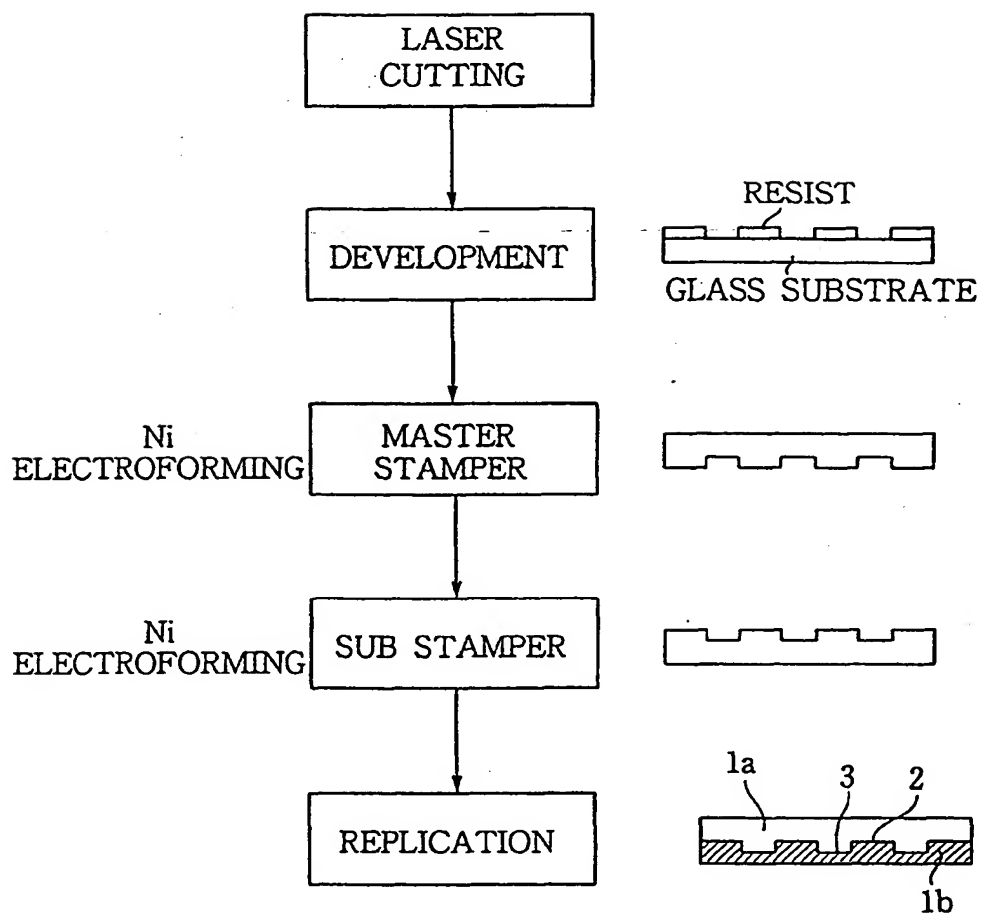 LASER
CUTTING
DEVELOPMENT
RESIST
GLASS SUBSTRATE
Ni
ELECTROFORMING
MASTER
STAMPER
Ni
ELECTROFORMING
SUB STAMPER
REPLICATION
1a
3
2
1b